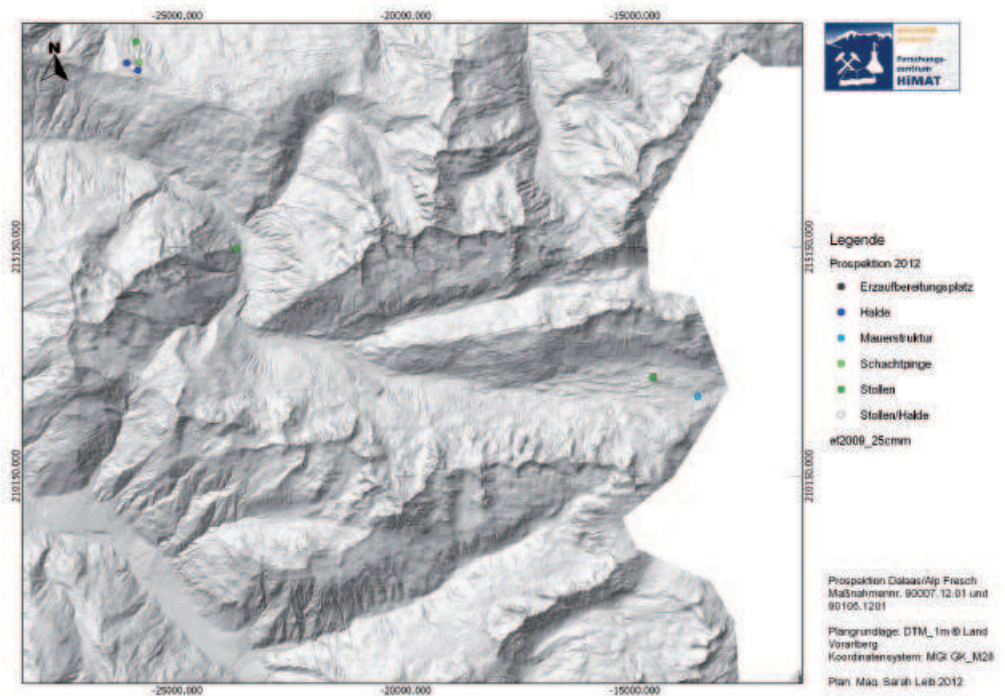 -25000.000 -20000.000 -15000.000
N
215150.000 215150.000
210150.000 210150.000
-25000.000 -20000.000 -15000.000
Forschungs-
zentrum
HiMAT
Legende
Prospektion 2012
Erzaufbereitungsplatz
Halde
Mauerstruktur
Schachtpinge
Stollen
Stollen/Halde
el2009_25cmm
Prospektion Dalaas/Alp Fresch
Maßnahmennr. 90007.12.01 und
90105.1201
Plangrundlage: DTM_1m © Land
Vorarlberg
Koordinatensystem: MGI GK_M28
Plan: Mag. Sarah Leib 2012